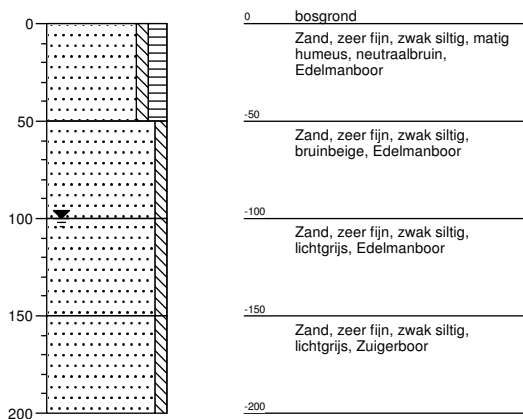 0
50
100
150
200
0
bosgrond
Zand, zeer fijn, zwak siltig, matig
humeus, neutraalbruin,
Edelmanboor
-50
Zand, zeer fijn, zwak siltig,
bruinbeige, Edelmanboor
-100
Zand, zeer fijn, zwak siltig,
lichtgrijs, Edelmanboor
-150
Zand, zeer fijn, zwak siltig,
lichtgrijs, Zuigerboor
-200